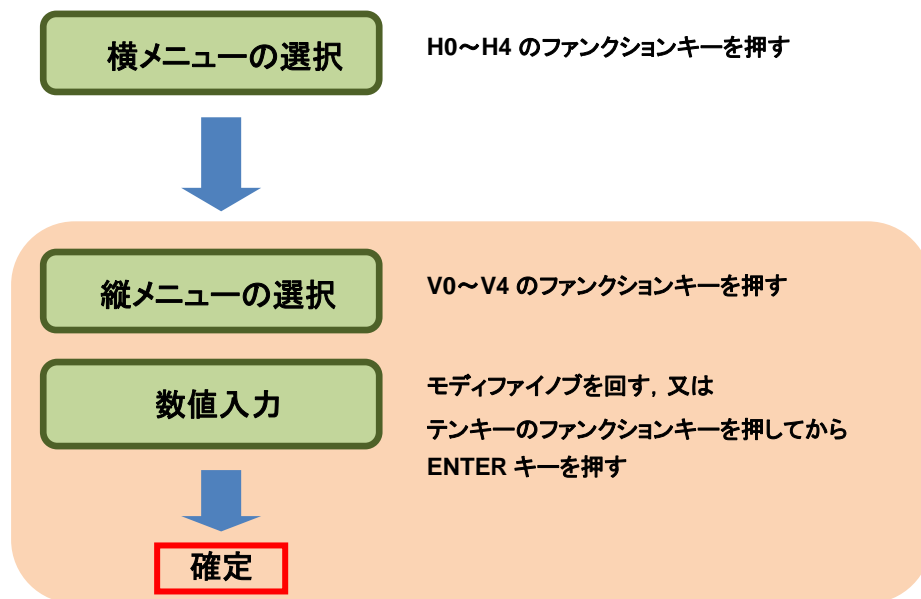 横メニューの選択
H0～H4 のファンクションキーを押す
縦メニューの選択
V0～V4 のファンクションキーを押す
数値入力
モディファイノブを回す，又は
テンキーのファンクションキーを押してから
ENTER キーを押す
確定